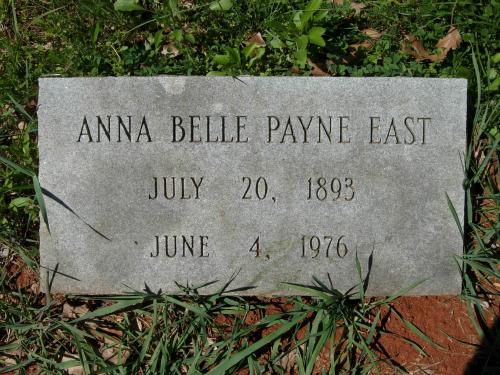 ANNA BELLE PAYNE EAST
JULY 20, 1893
JUNE 4, 1976